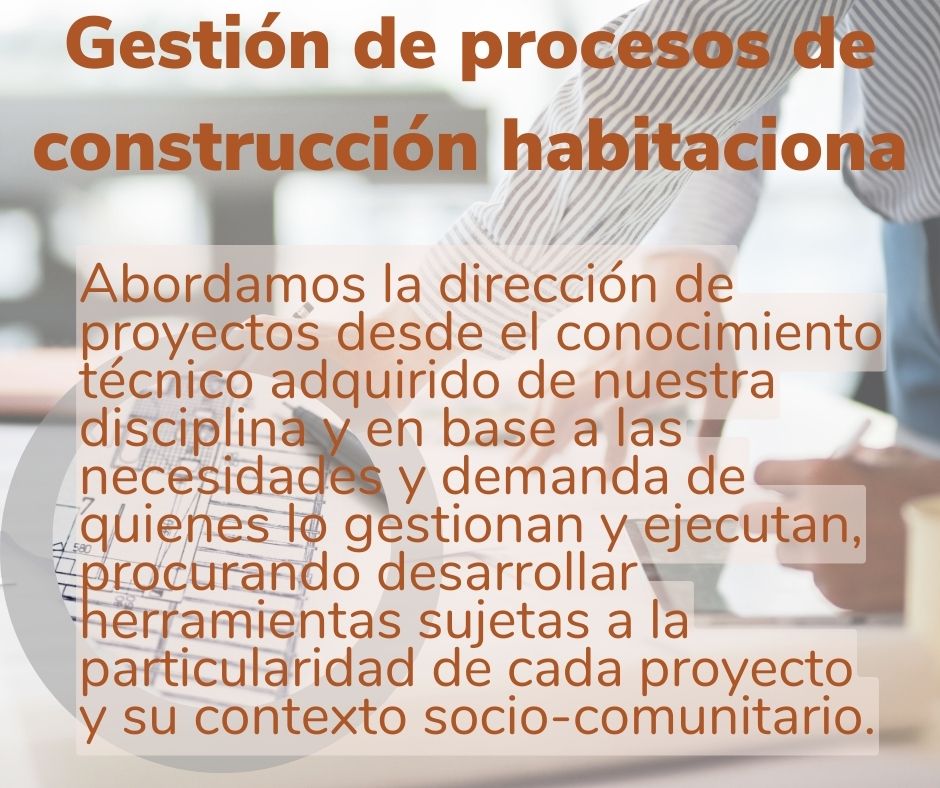 Gestión de procesos de
construcción habitaciona
Abordamos la dirección de
proyectos desde el conocimiento
técnico adquirido de nuestra
disciplina y en base a las
necesidades y demanda de
quienes lo gestionan y ejecutan,
procurando desarrollar
herramientas sujetas a la
particularidad de cada proyecto
y su contexto socio-comunitario.
7
580